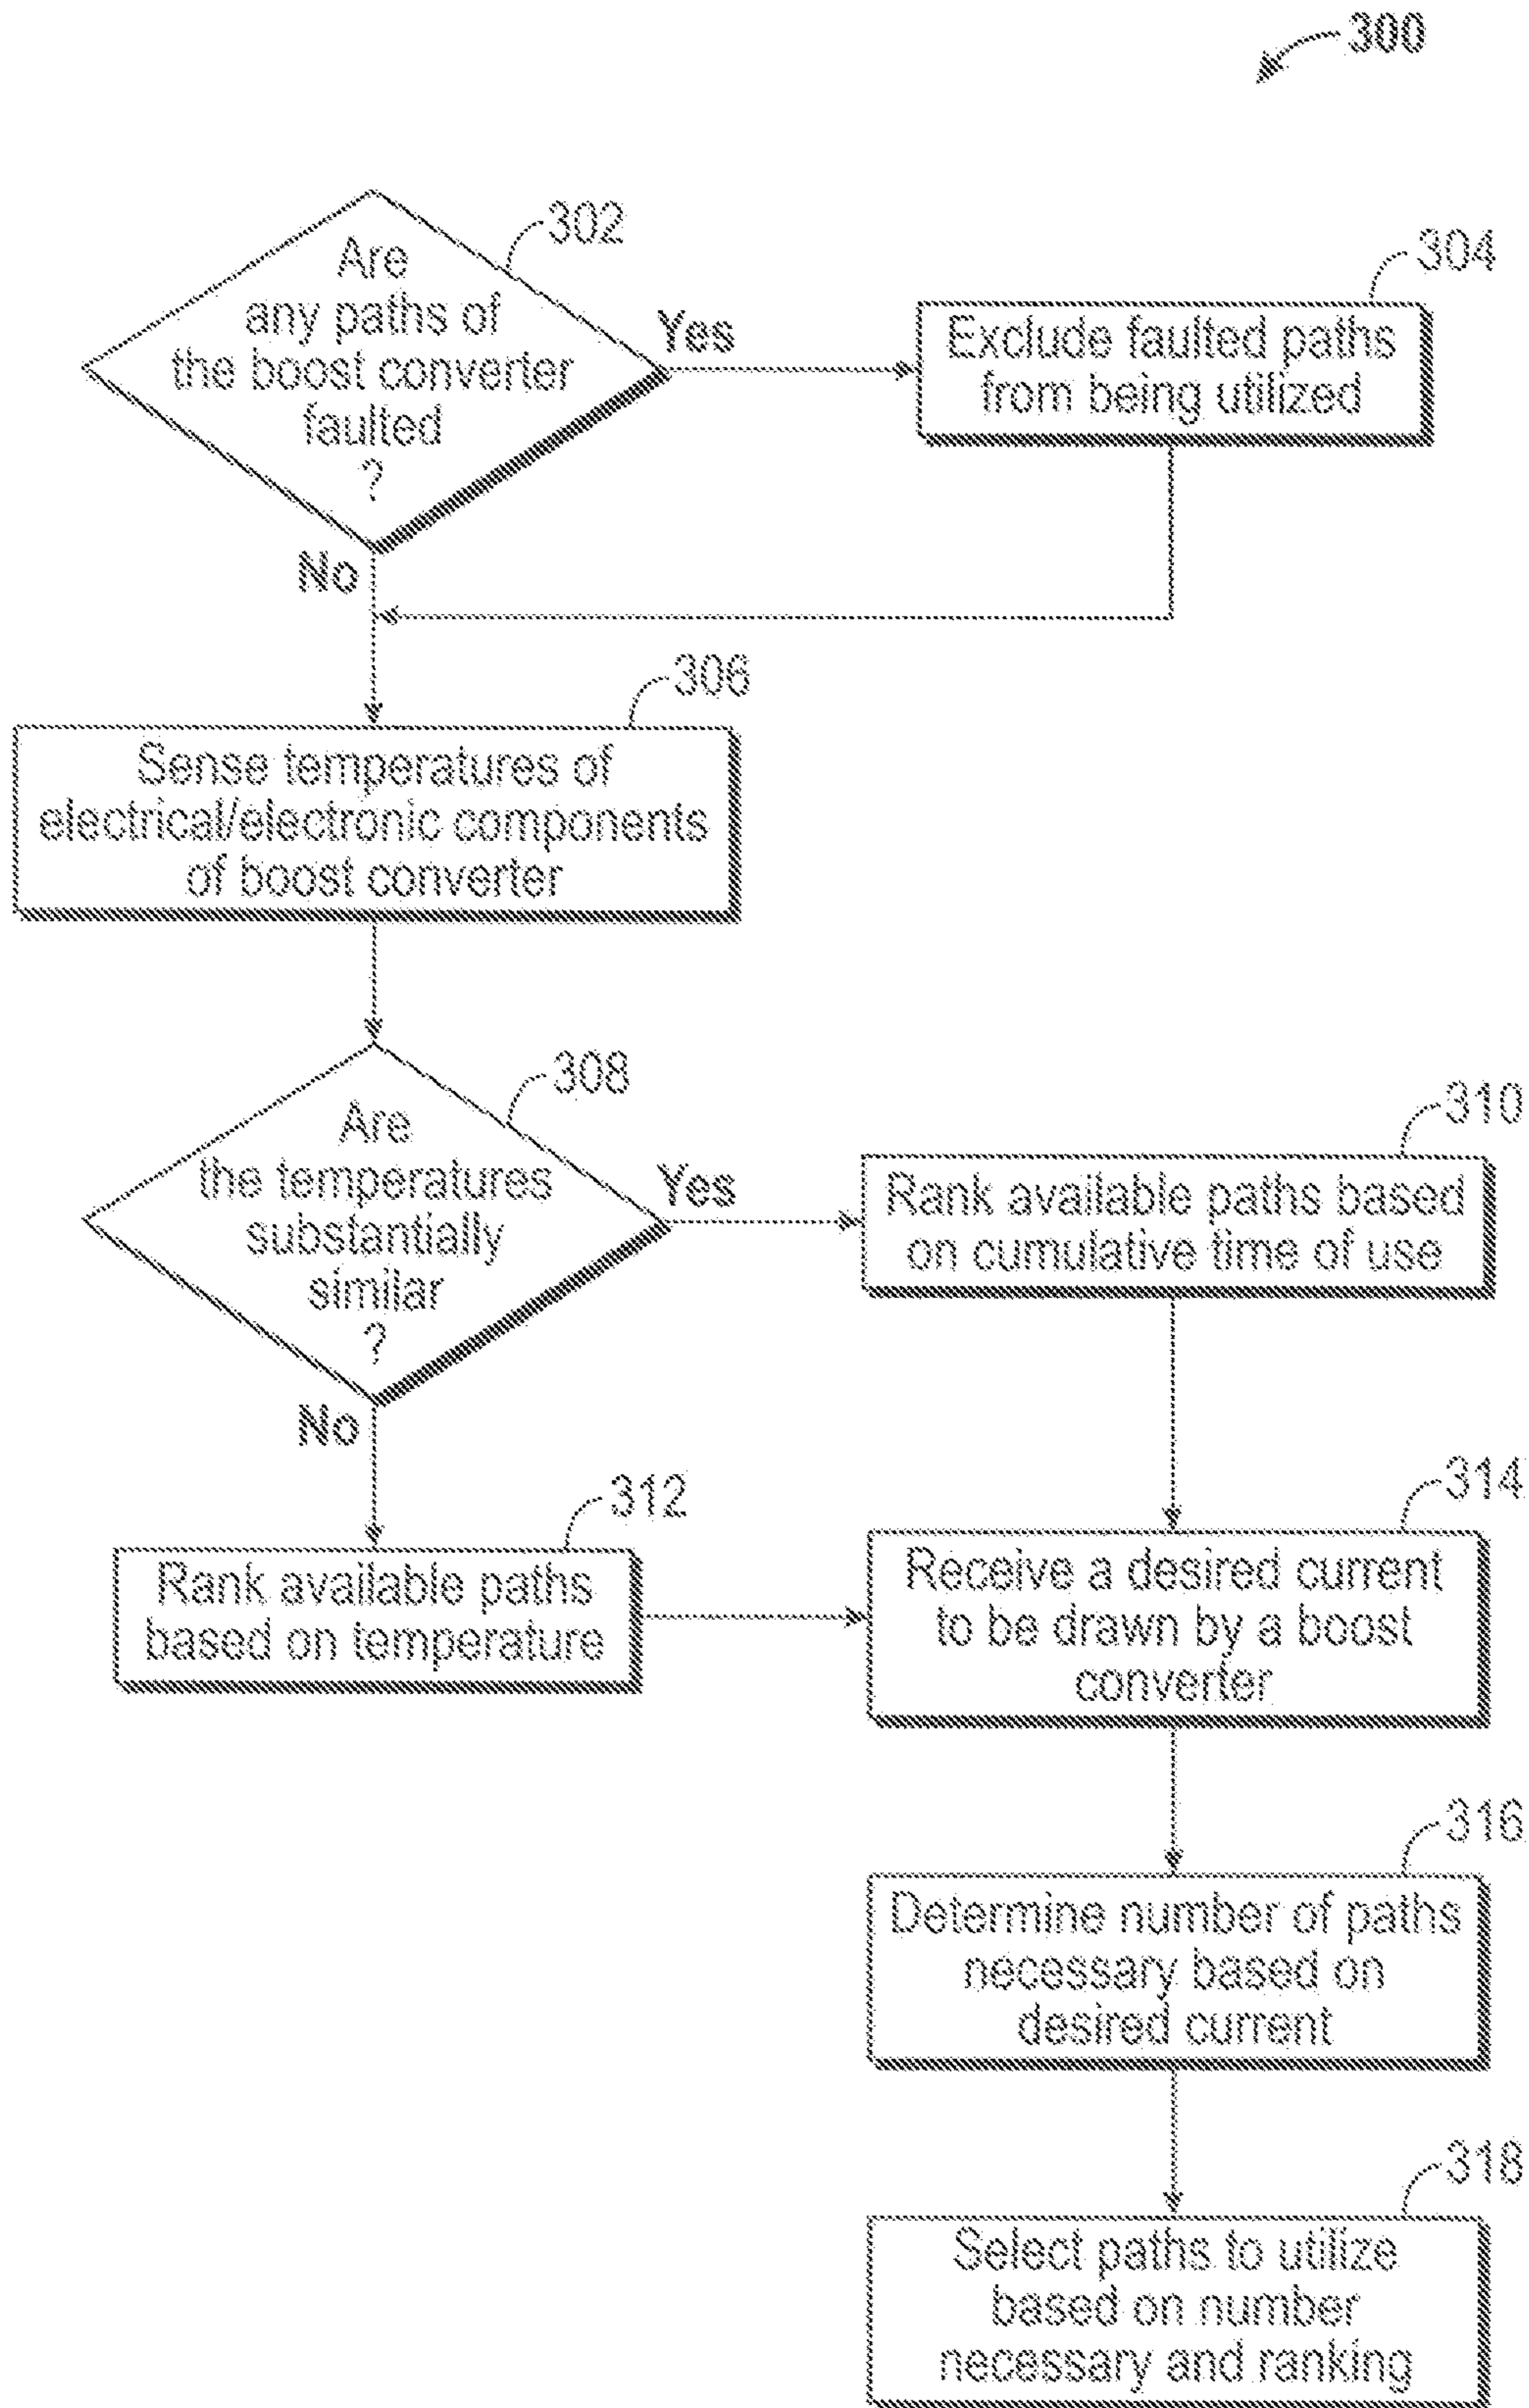 300
302
Are
any paths of
the boost converter
faulted
?
Yes
No
304
Exclude faulted paths
from being utilized
306
Sense temperatures of
electrical/electronic components
of boost converter
308
Are
the temperatures
substantially
similar
?
Yes
No
310
Rank available paths based
on cumulative time of use
312
Rank available paths
based on temperature
314
Receive a desired current
to be drawn by a boost
converter
316
Determine number of paths
necessary based on
desired current
318
Select paths to utilize
based on number
necessary and ranking